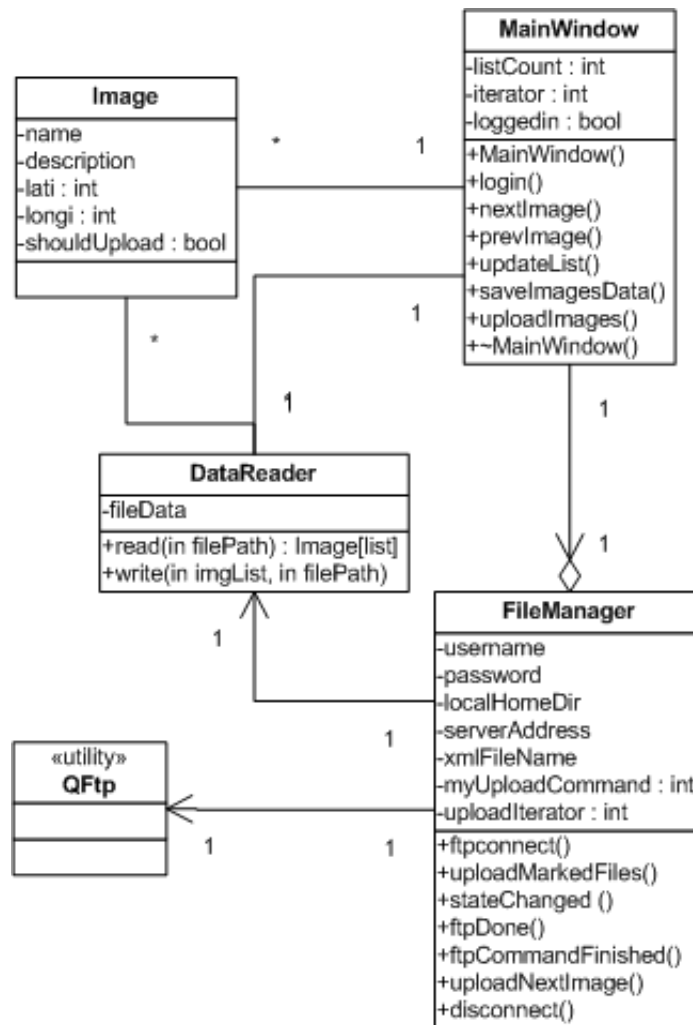 MainWindow
-listCount : int
-iterator : int
-loggedin : bool
+MainWindow()
+login()
+nextImage()
+prevImage()
+updateList()
+saveImagesData()
+uploadImages()
+~MainWindow()
Image
-name
-description
-lati : int
-longi : int
-shouldUpload : bool
*
1
*
1
1
1
1
DataReader
-fileData
+read(in filePath) : Image[list]
+write(in imgList, in filePath)
FileManager
-username
-password
-localHomeDir
-serverAddress
-xmlFileName
-myUploadCommand : int
-uploadIterator : int
+ftpconnect()
+uploadMarkedFiles()
+stateChanged ()
+ftpDone()
+ftpCommandFinished()
+uploadNextImage()
+disconnect()
1
1
«utility»
QFtp
1
1